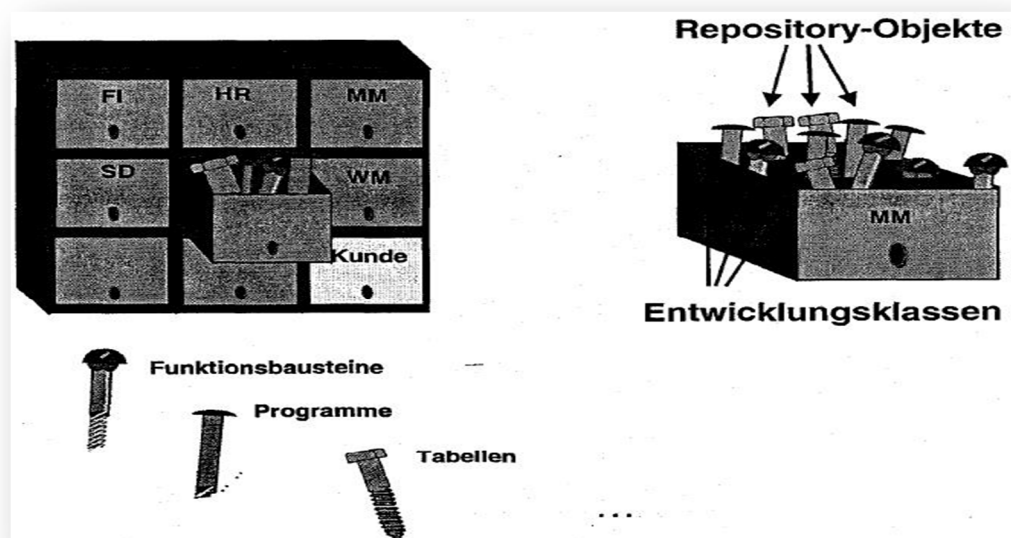 FI HR MM
SD WM
Kunde
Repository-Objekte
MM
Entwicklungsklassen
Funktionsbausteine
Programme
Tabellen
...